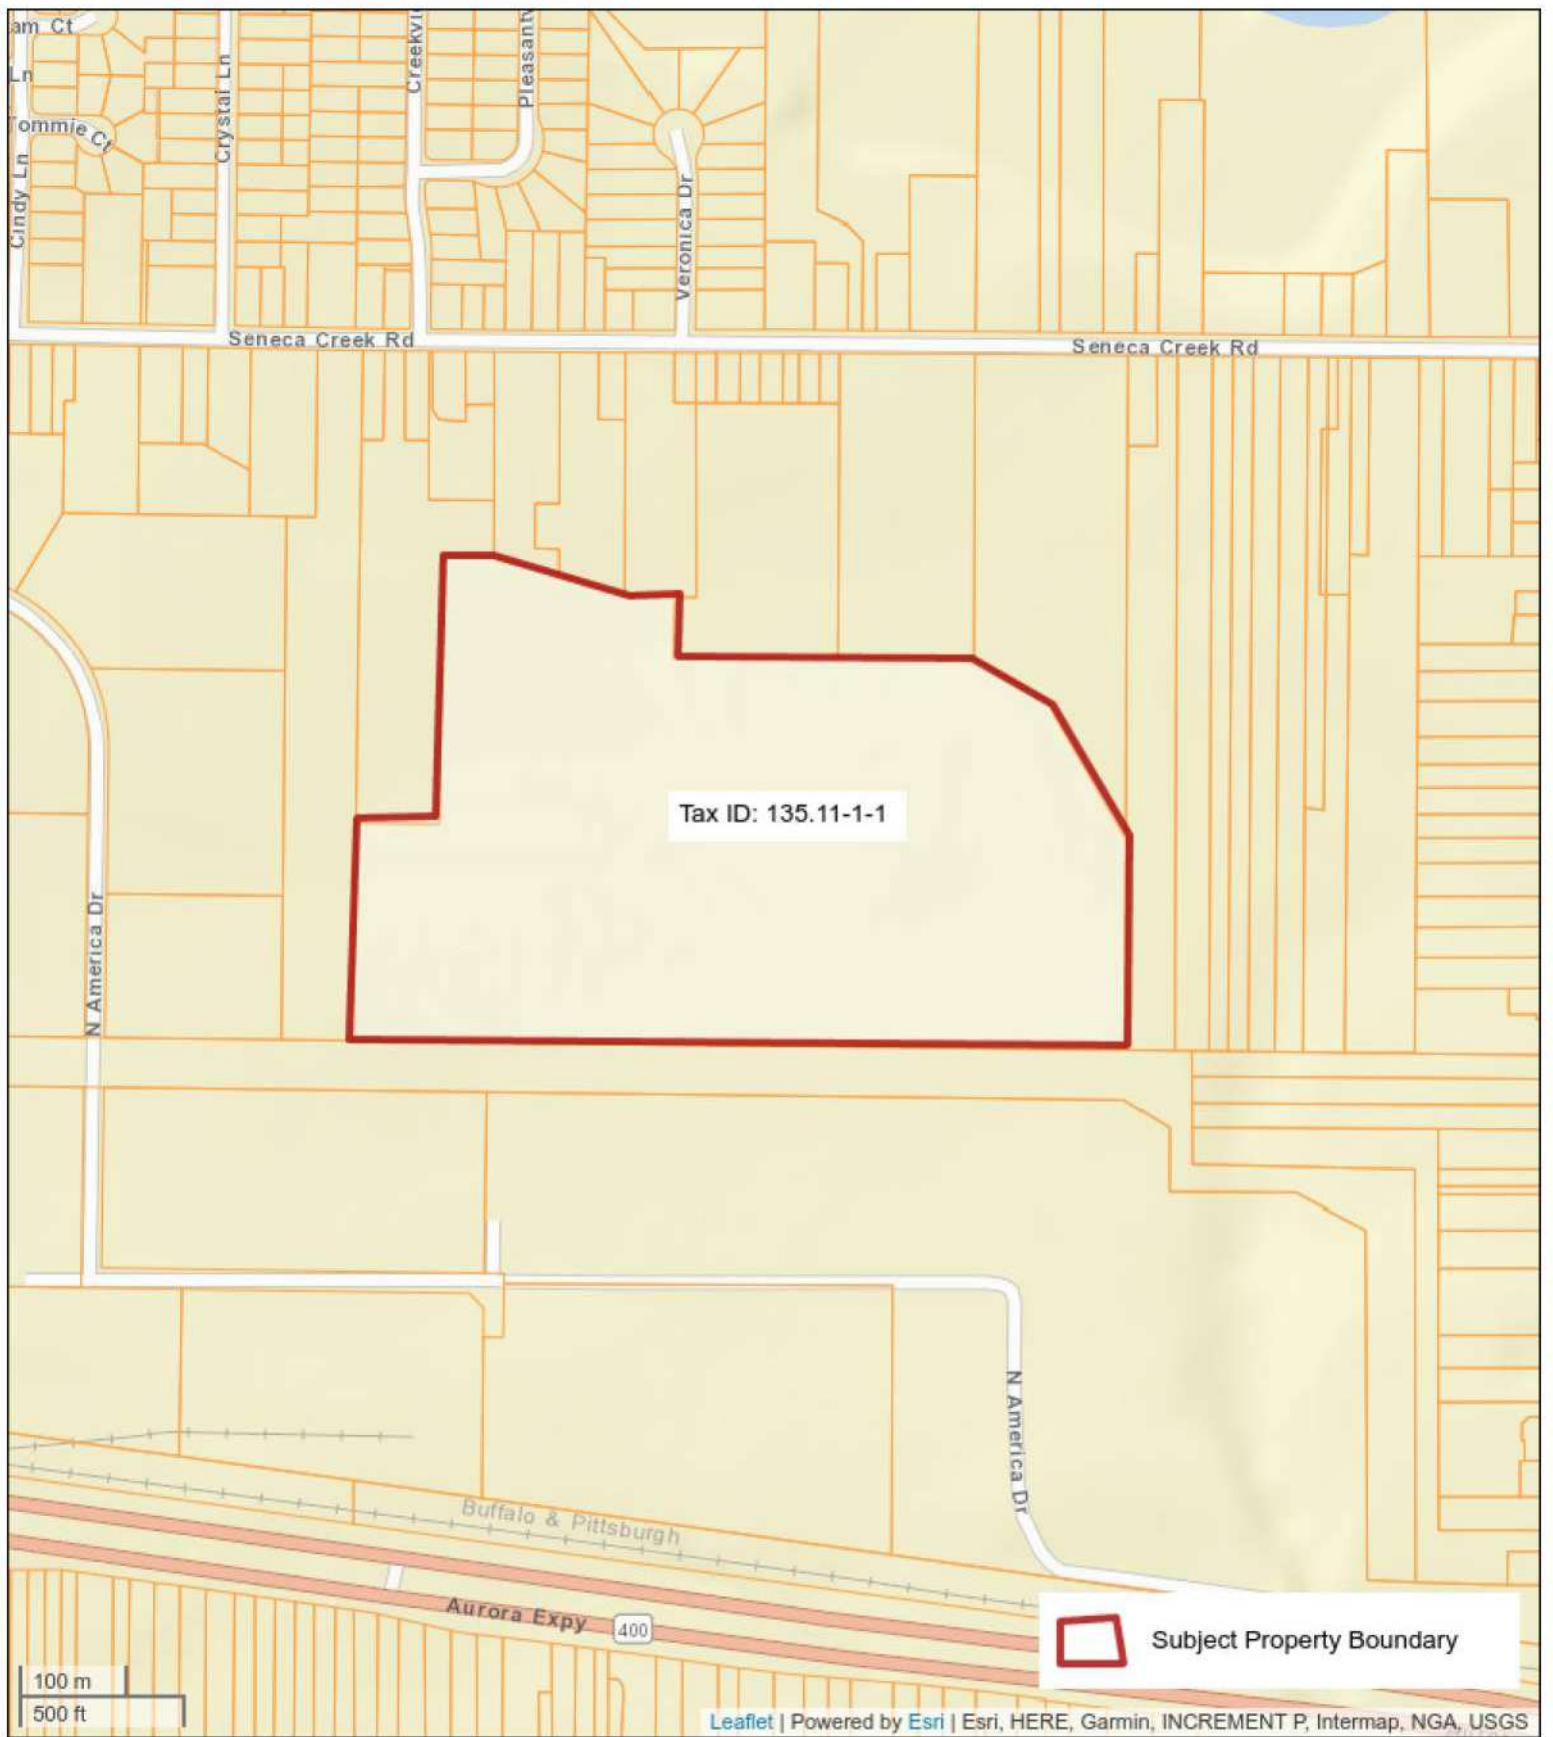 am Ct
Ln
Tommie Ct
Cindy Ln
Crystal Ln
Creekvi
Pleasant
Veronica Dr
Seneca Creek Rd
Seneca Creek Rd
Tax ID: 135.11-1-1
N America Dr
N America Dr
Buffalo & Pittsburgh
Aurora Expy
400
Subject Property Boundary
100 m
500 ft
Leaflet | Powered by Esri | Esri, HERE, Garmin, INCREMENT P, Intermap, NGA, USGS